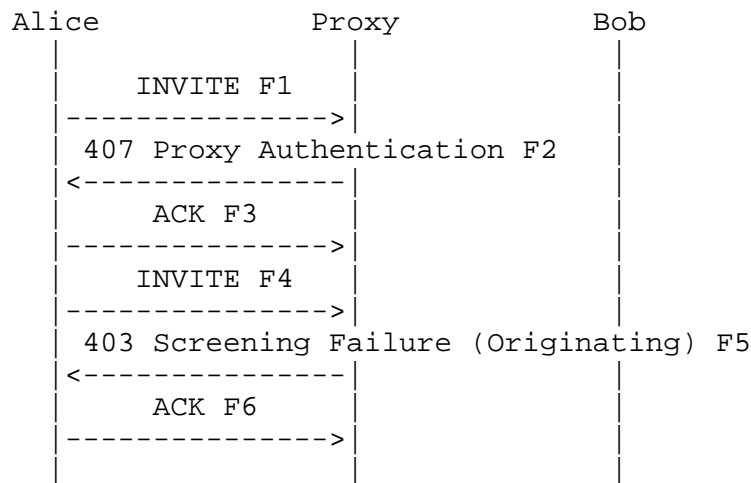 Alice Proxy Bob
INVITE F1
407 Proxy Authentication F2
ACK F3
INVITE F4
403 Screening Failure (Originating) F5
ACK F6